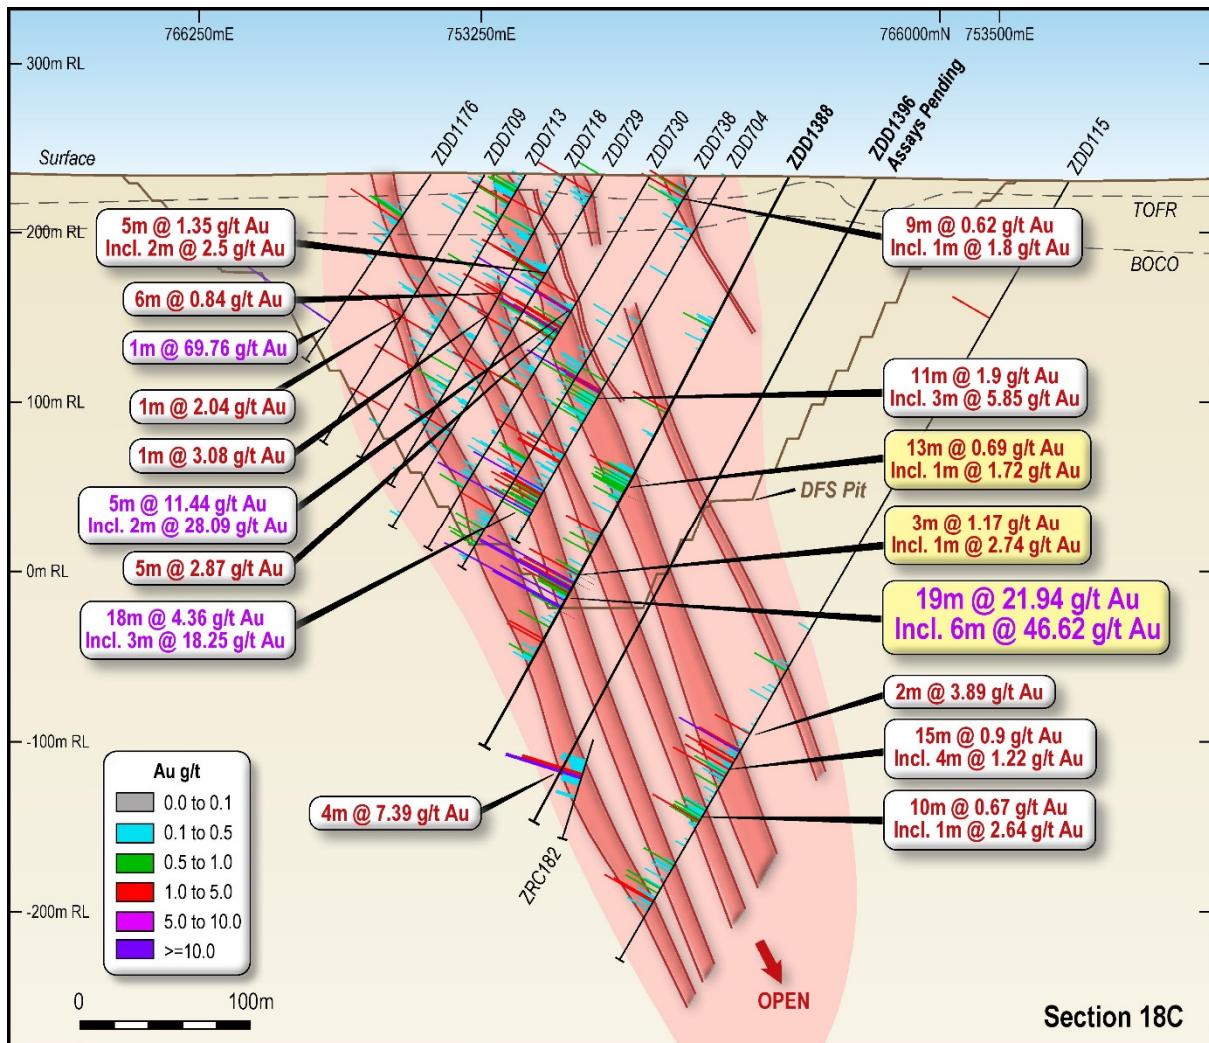 766250mE
753250mE
766000mN
753500mE
300m RL
200m RL
100m RL
0m RL
-100m RL
-200m RL
Surface
ZDD1176
ZDD709
ZDD713
ZDD718
ZDD729
ZDD730
ZDD738
ZDD704
ZDD1388
ZDD1396
Assays Pending
ZDD115
TOFR
BOCO
5m @ 1.35 g/t Au
Incl. 2m @ 2.5 g/t Au
6m @ 0.84 g/t Au
1m @ 69.76 g/t Au
1m @ 2.04 g/t Au
1m @ 3.08 g/t Au
5m @ 11.44 g/t Au
Incl. 2m @ 28.09 g/t Au
5m @ 2.87 g/t Au
18m @ 4.36 g/t Au
Incl. 3m @ 18.25 g/t Au
9m @ 0.62 g/t Au
Incl. 1m @ 1.8 g/t Au
11m @ 1.9 g/t Au
Incl. 3m @ 5.85 g/t Au
13m @ 0.69 g/t Au
Incl. 1m @ 1.72 g/t Au
DFS Pit
3m @ 1.17 g/t Au
Incl. 1m @ 2.74 g/t Au
19m @ 21.94 g/t Au
Incl. 6m @ 46.62 g/t Au
2m @ 3.89 g/t Au
15m @ 0.9 g/t Au
Incl. 4m @ 1.22 g/t Au
10m @ 0.67 g/t Au
Incl. 1m @ 2.64 g/t Au
4m @ 7.39 g/t Au
ZRC182
Au g/t
0.0 to 0.1
0.1 to 0.5
0.5 to 1.0
1.0 to 5.0
5.0 to 10.0
>=10.0
0
100m
OPEN
Section 18C